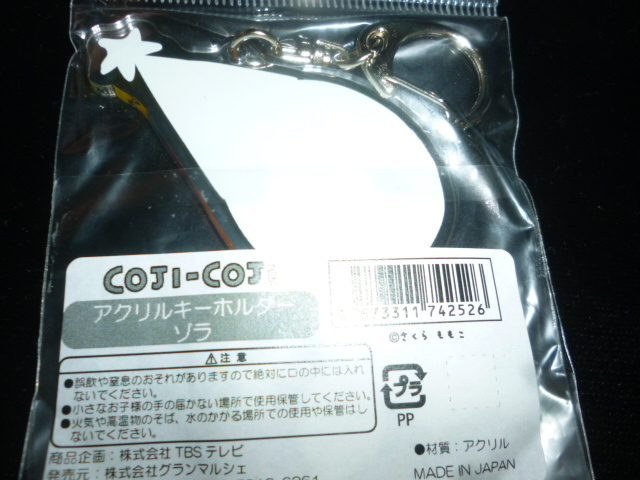 COJI-COJI
アクリルキーホルダー
ソラ
673311 742526
©さくらももこ
⚠注意
●誤飲や窒息のおそれがありますので絶対に口の中には入れ
ないでください。
●小さなお子様の手の届かない場所で使用保管してください。
●火気や高温物のそば、水のかかる場所での使用や保管はし
ないでください。
プラ
PP
商品企画：株式会社TBSテレビ
発売元：株式会社グランマルシェ
●材質：アクリル
MADE IN JAPAN